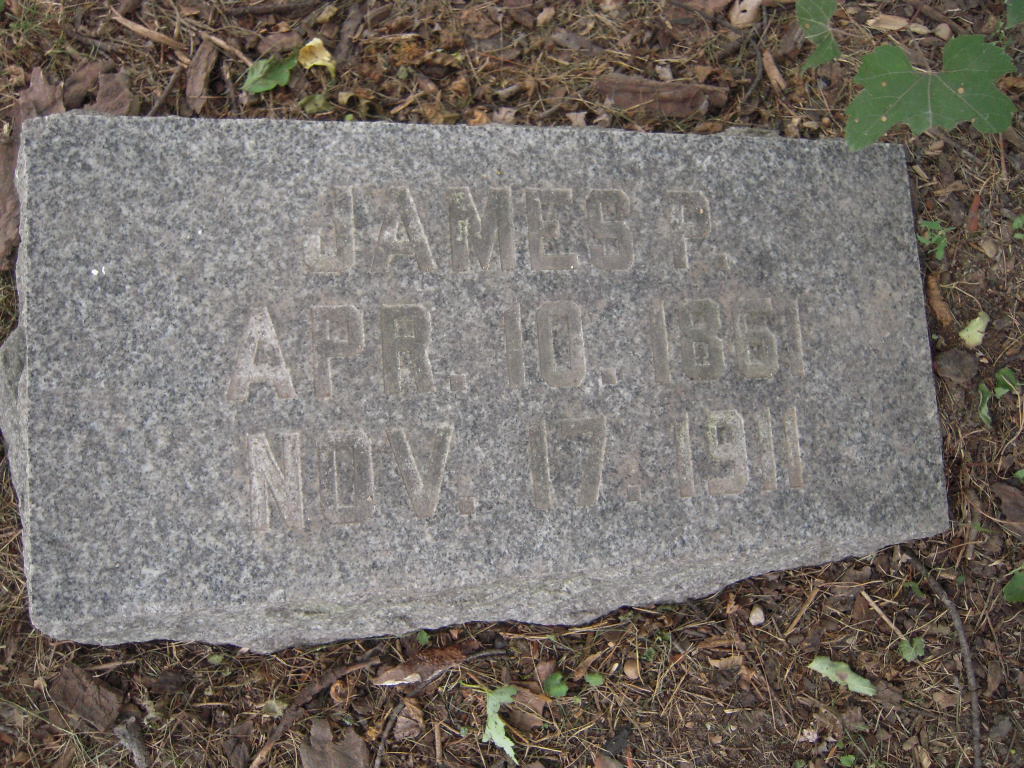 JAMES P.
APR. 10. 1861
NOV. 17. 1911